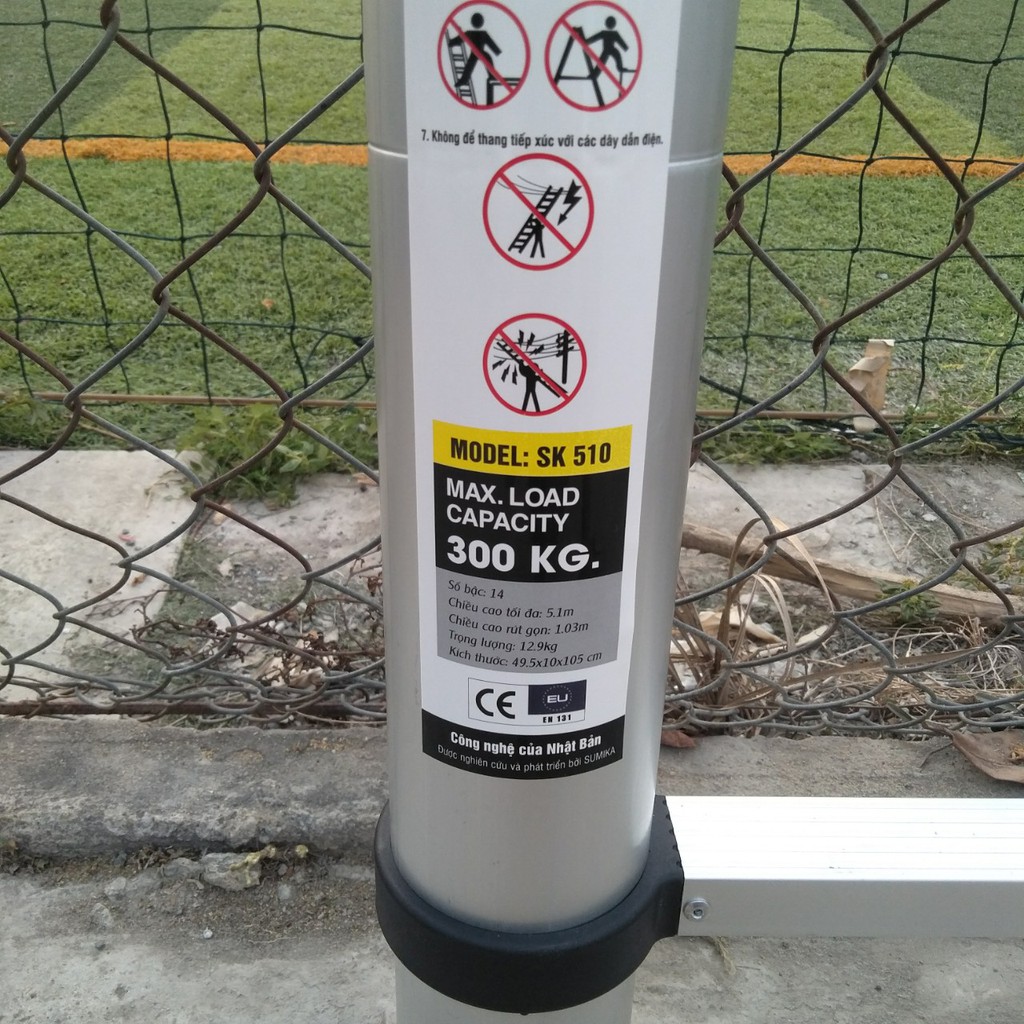 7. Không để thang tiếp xúc với các dây dẫn điện.
MODEL: SK 510
MAX. LOAD
CAPACITY
300 KG.
Số bậc: 14
Chiều cao tối đa: 5.1m
Chiều cao rút gọn: 1.03m
Trọng lượng: 12.9kg
Kích thước: 49.5x10x105 cm
CE EU
EN 131
Công nghệ của Nhật Bản
Được nghiên cứu và phát triển bởi SUMIKA